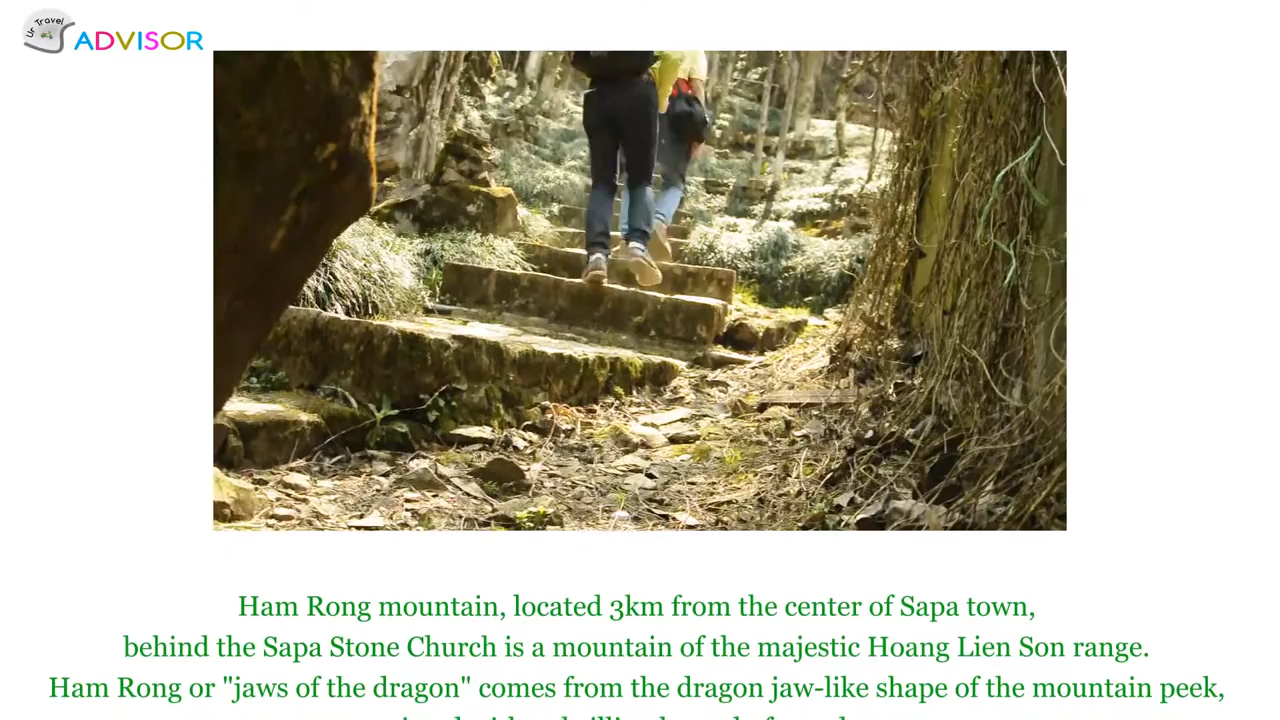 Ur Travel
ADVISOR
Ham Rong mountain, located 3km from the center of Sapa town,
behind the Sapa Stone Church is a mountain of the majestic Hoang Lien Son range.
Ham Rong or "jaws of the dragon" comes from the dragon jaw-like shape of the mountain peek,